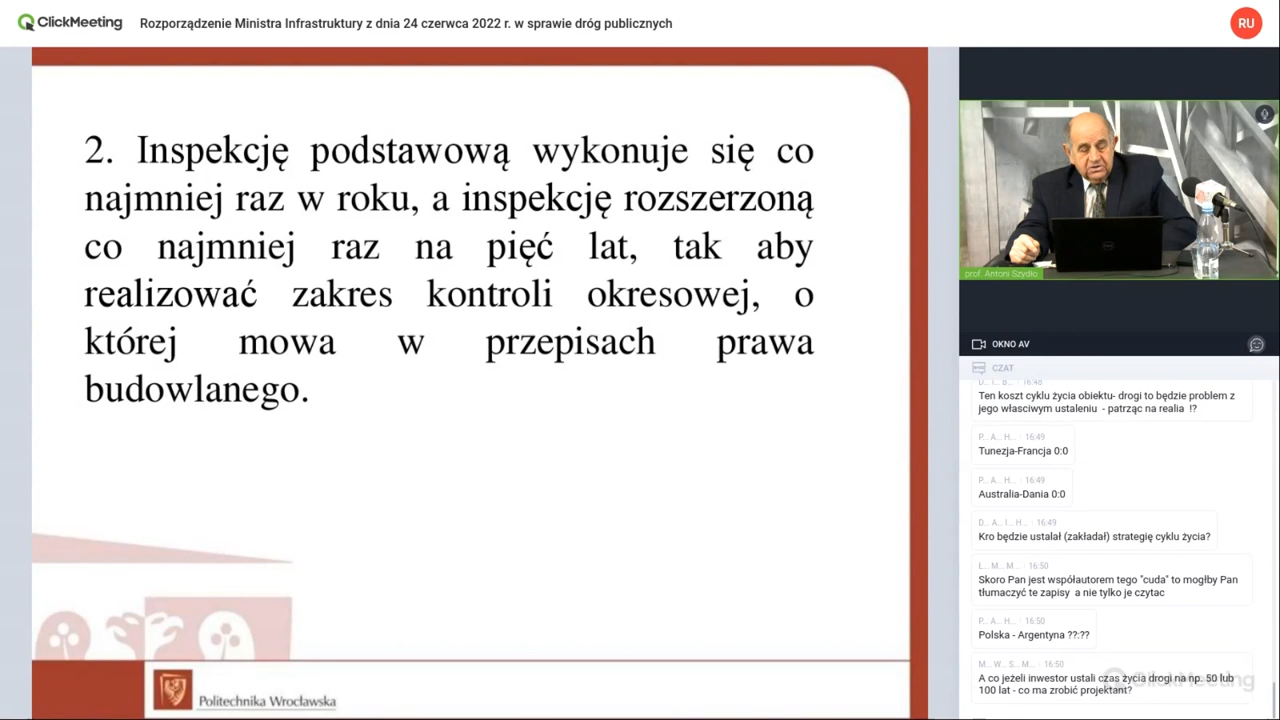 ClickMeeting
Rozporządzenie Ministra Infrastruktury z dnia 24 czerwca 2022 r. w sprawie dróg publicznych
RU
2. Inspekcję podstawową wykonuje się co
najmniej raz w roku, a inspekcję rozszerzoną
co najmniej raz na pięć lat, tak aby
realizować zakres kontroli okresowej, o
której mowa w przepisach prawa
budowlanego.
Politechnika Wrocławska
prof. Antoni Szydło
OKNO AV
CZAT
D... I... B... 16:48
Ten koszt cyklu życia obiektu- drogi to będzie problem z
jego własciwym ustaleniu - patrząc na realia !?
P... A... H... 16:49
Tunezja-Francja 0:0
P... A... H... 16:49
Australia-Dania 0:0
D... A... I... H... 16:49
Kro będzie ustalał (zakładał) strategię cyklu życia?
Ł... M... M... 16:50
Skoro Pan jest współautorem tego "cuda" to mogłby Pan
tłumaczyć te zapisy a nie tylko je czytac
P... A... H... 16:50
Polska - Argentyna ??:??
M... W... S... M... 16:50
A co jeżeli inwestor ustali czas życia drogi na np. 50 lub
100 lat - co ma zrobić projektant?
ClickMeeting